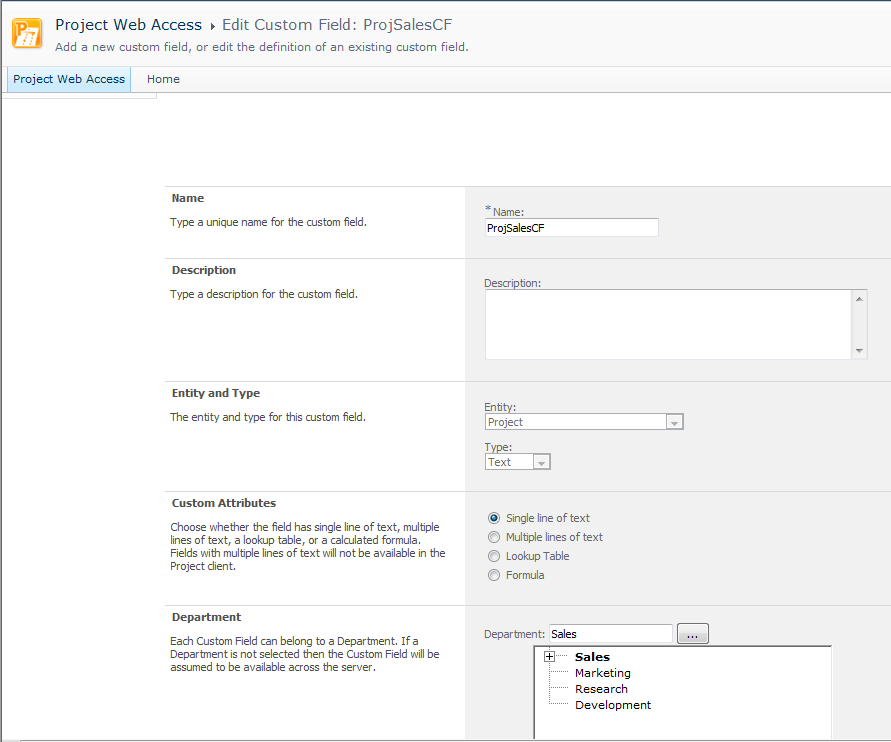 Project Web Access ▸ Edit Custom Field: ProjSalesCF
Add a new custom field, or edit the definition of an existing custom field.
Project Web Access Home
Name
Type a unique name for the custom field.
* Name:
ProjSalesCF
Description
Type a description for the custom field.
Description:
Entity and Type
The entity and type for this custom field.
Entity:
Project
Type:
Text
Custom Attributes
Choose whether the field has single line of text, multiple
lines of text, a lookup table, or a calculated formula.
Fields with multiple lines of text will not be available in the
Project client.
Single line of text
Multiple lines of text
Lookup Table
Formula
Department
Each Custom Field can belong to a Department. If a
Department is not selected then the Custom Field will be
assumed to be available across the server.
Department: Sales ...
Sales
Marketing
Research
Development